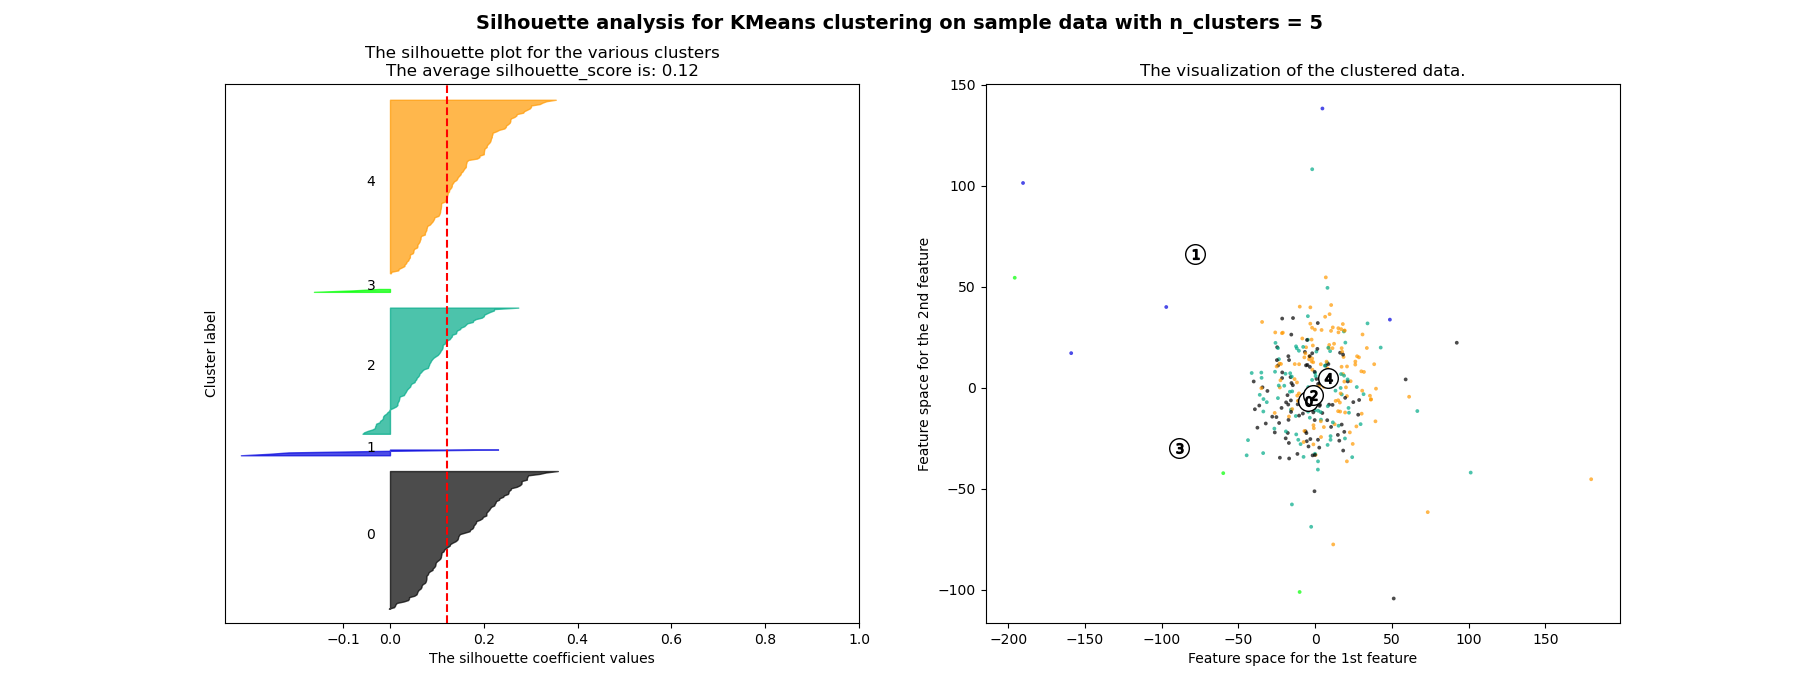 Silhouette analysis for KMeans clustering on sample data with n_clusters = 5
The silhouette plot for the various clusters
The average silhouette_score is: 0.12
Cluster label
4
3
2
1
0
−0.1 0.0 0.2 0.4 0.6 0.8 1.0
The silhouette coefficient values
The visualization of the clustered data.
Feature space for the 2nd feature
150
100
50
0
−50
−100
1
4
2
0
3
−200 −150 −100 −50 0 50 100 150
Feature space for the 1st feature